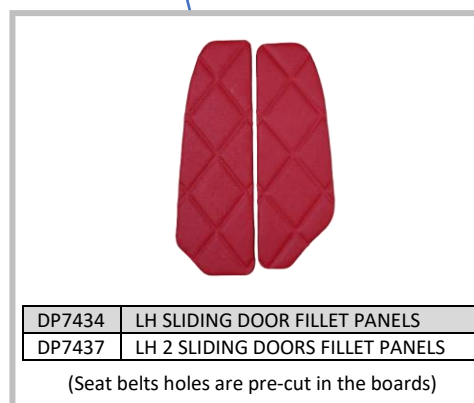 DP7434 LH SLIDING DOOR FILLET PANELS
DP7437 LH 2 SLIDING DOORS FILLET PANELS
(Seat belts holes are pre-cut in the boards)